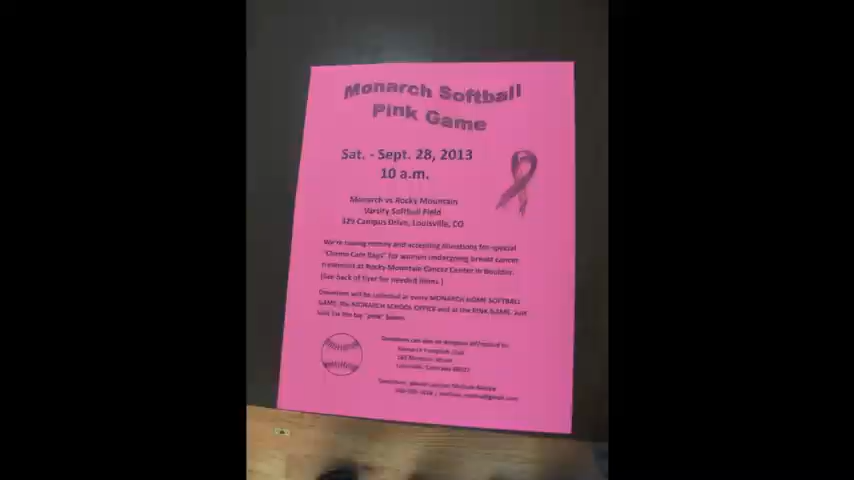 Monarch Softball
Pink Game
Sat. - Sept. 28, 2013
10 a.m.
Monarch vs Rocky Mountain
Varsity Softball Field
329 Campus Drive, Louisville, CO
We're raising money and accepting donations for special
"Chemo Care Bags" for women undergoing breast cancer
treatment at Rocky Mountain Cancer Center in Boulder.
(See back of flyer for needed items.)
Donations will be collected at every MONARCH HOME SOFTBALL
GAME, the MONARCH SCHOOL OFFICE and at the PINK GAME. Just
look for the big "pink" boxes.
Donations can also be dropped off/mailed to:
Louisville, Colorado
Questions, please contact